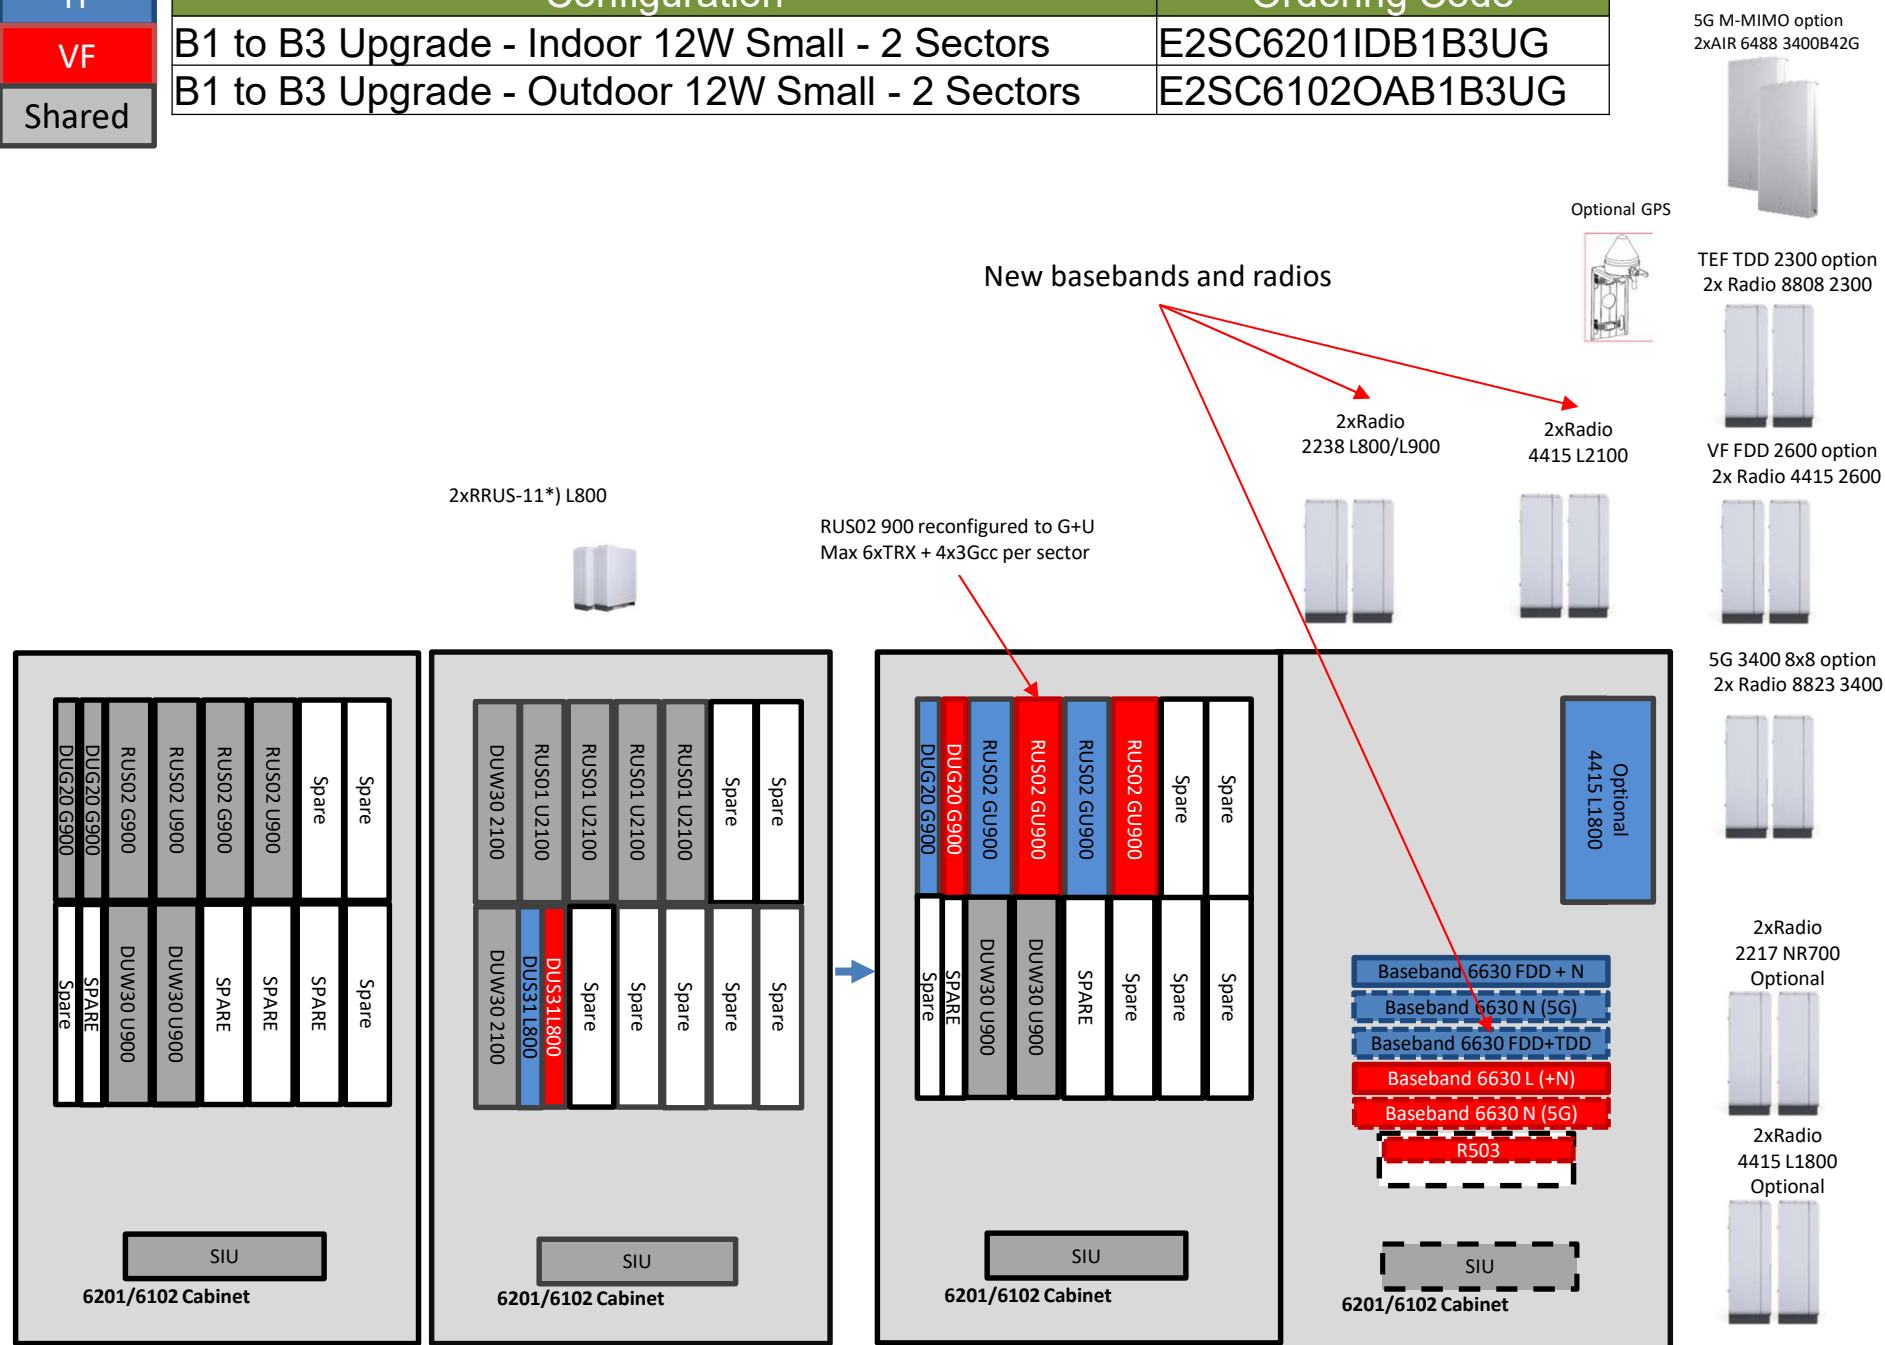 VF
Shared
Configuration
Ordering Code
B1 to B3 Upgrade - Indoor 12W Small - 2 Sectors
E2SC6201IDB1B3UG
B1 to B3 Upgrade - Outdoor 12W Small - 2 Sectors
E2SC6102OAB1B3UG
5G M-MIMO option
2xAIR 6488 3400B42G
Optional GPS
New basebands and radios
TEF TDD 2300 option
2x Radio 8808 2300
2xRadio
2238 L800/L900
2xRadio
4415 L2100
VF FDD 2600 option
2x Radio 4415 2600
2xRRUS-11*) L800
RUS02 900 reconfigured to G+U
Max 6xTRX + 4x3Gcc per sector
5G 3400 8x8 option
2x Radio 8823 3400
DUG20 G900
DUG20 G900
RUS02 G900
RUS02 U900
RUS02 G900
RUS02 U900
Spare
Spare
Spare
SPARE
DUW30 U900
DUW30 U900
SPARE
SPARE
SPARE
Spare
SIU
6201/6102 Cabinet
DUW30 2100
RUS01 U2100
RUS01 U2100
RUS01 U2100
RUS01 U2100
Spare
Spare
DUW30 2100
DUS31 L800
DUS31L800
Spare
Spare
Spare
Spare
Spare
SIU
6201/6102 Cabinet
DUG20 G900
DUG20 G900
RUS02 GU900
RUS02 GU900
RUS02 GU900
RUS02 GU900
Spare
Spare
Spare
SPARE
DUW30 U900
DUW30 U900
SPARE
Spare
Spare
Spare
SIU
6201/6102 Cabinet
Optional
4415 L1800
Baseband 6630 FDD + N
Baseband 6630 N (5G)
Baseband 6630 FDD+TDD
Baseband 6630 L (+N)
Baseband 6630 N (5G)
R503
SIU
6201/6102 Cabinet
2xRadio
2217 NR700
Optional
2xRadio
4415 L1800
Optional